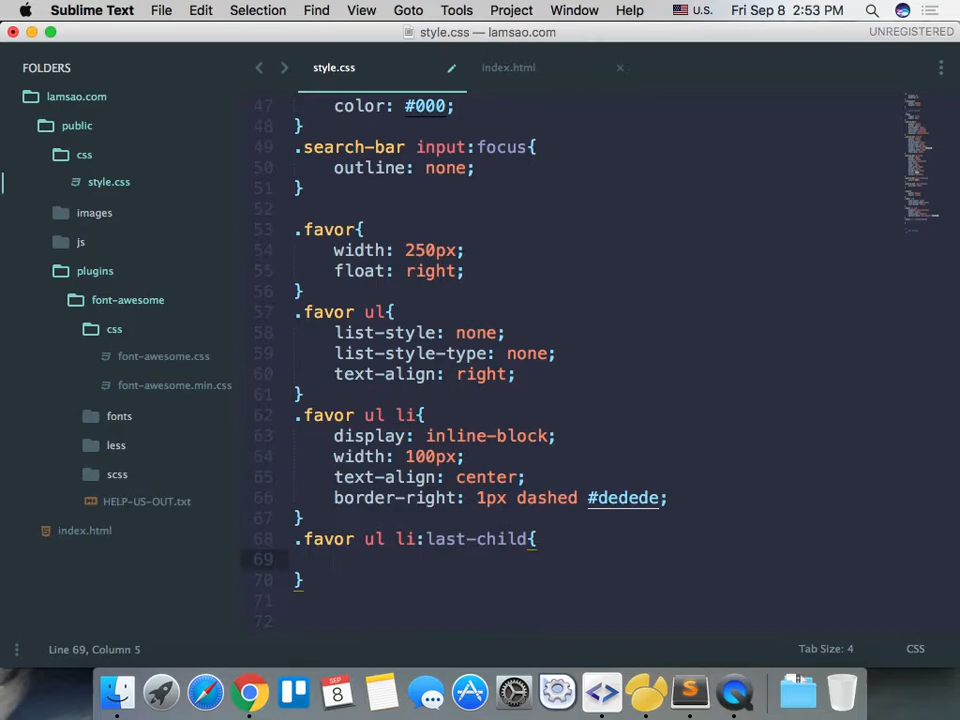 Sublime Text File Edit Selection Find View Goto Tools Project Window Help U.S. Fri Sep 8 2:53 PM
style.css — lamsao.com UNREGISTERED
FOLDERS
lamsao.com
public
css
style.css
images
js
plugins
font-awesome
css
font-awesome.css
font-awesome.min.css
fonts
less
scss
HELP-US-OUT.txt
index.html
style.css index.html
47 color: #000;
48 }
49 .search-bar input:focus{
50 outline: none;
51 }
52
53 .favor{
54 width: 250px;
55 float: right;
56 }
57 .favor ul{
58 list-style: none;
59 list-style-type: none;
60 text-align: right;
61 }
62 .favor ul li{
63 display: inline-block;
64 width: 100px;
65 text-align: center;
66 border-right: 1px dashed #dedede;
67 }
68 .favor ul li:last-child{
69
70 }
71
72
Line 69, Column 5 Tab Size: 4 CSS
SEP
8